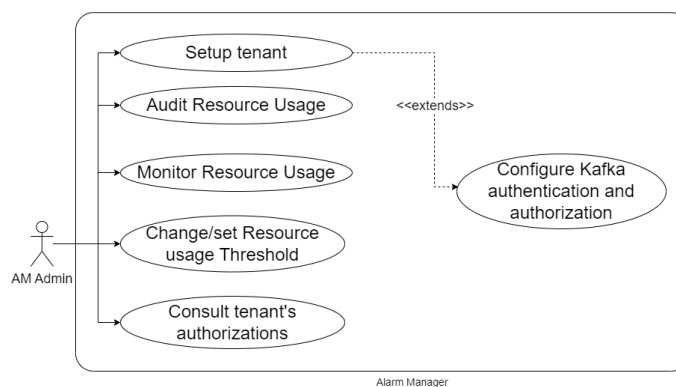 Setup tenant
<<extends>>
Audit Resource Usage
Monitor Resource Usage
Configure Kafka
authentication and
authorization
Change/set Resource
usage Threshold
AM Admin
Consult tenant's
authorizations
Alarm Manager